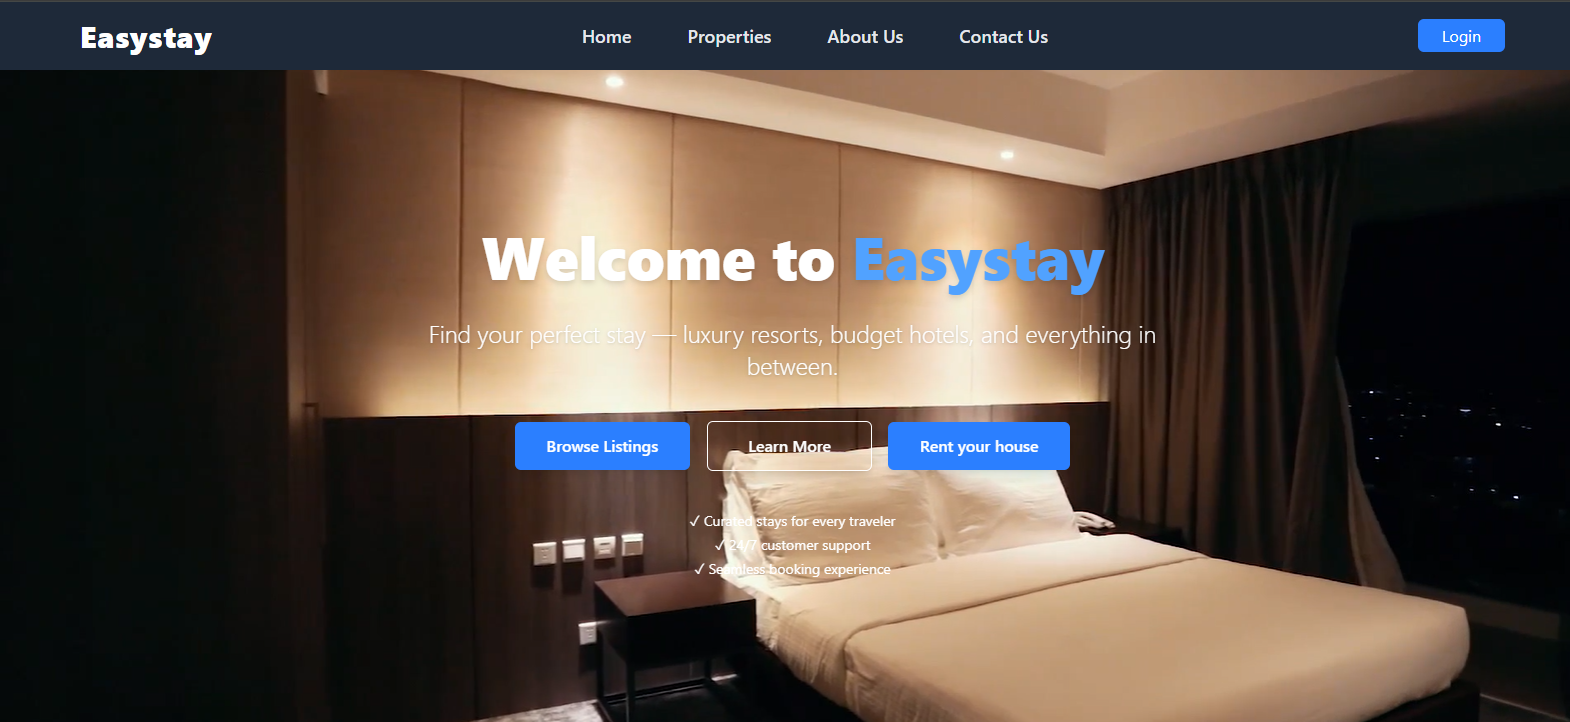 Easystay
Home
Properties
About Us
Contact Us
Login
Welcome to Easystay
Find your perfect stay — luxury resorts, budget hotels, and everything in
between.
Browse Listings
Learn More
Rent your house
✓ Curated stays for every traveler
✓ 24/7 customer support
✓ Seamless booking experience